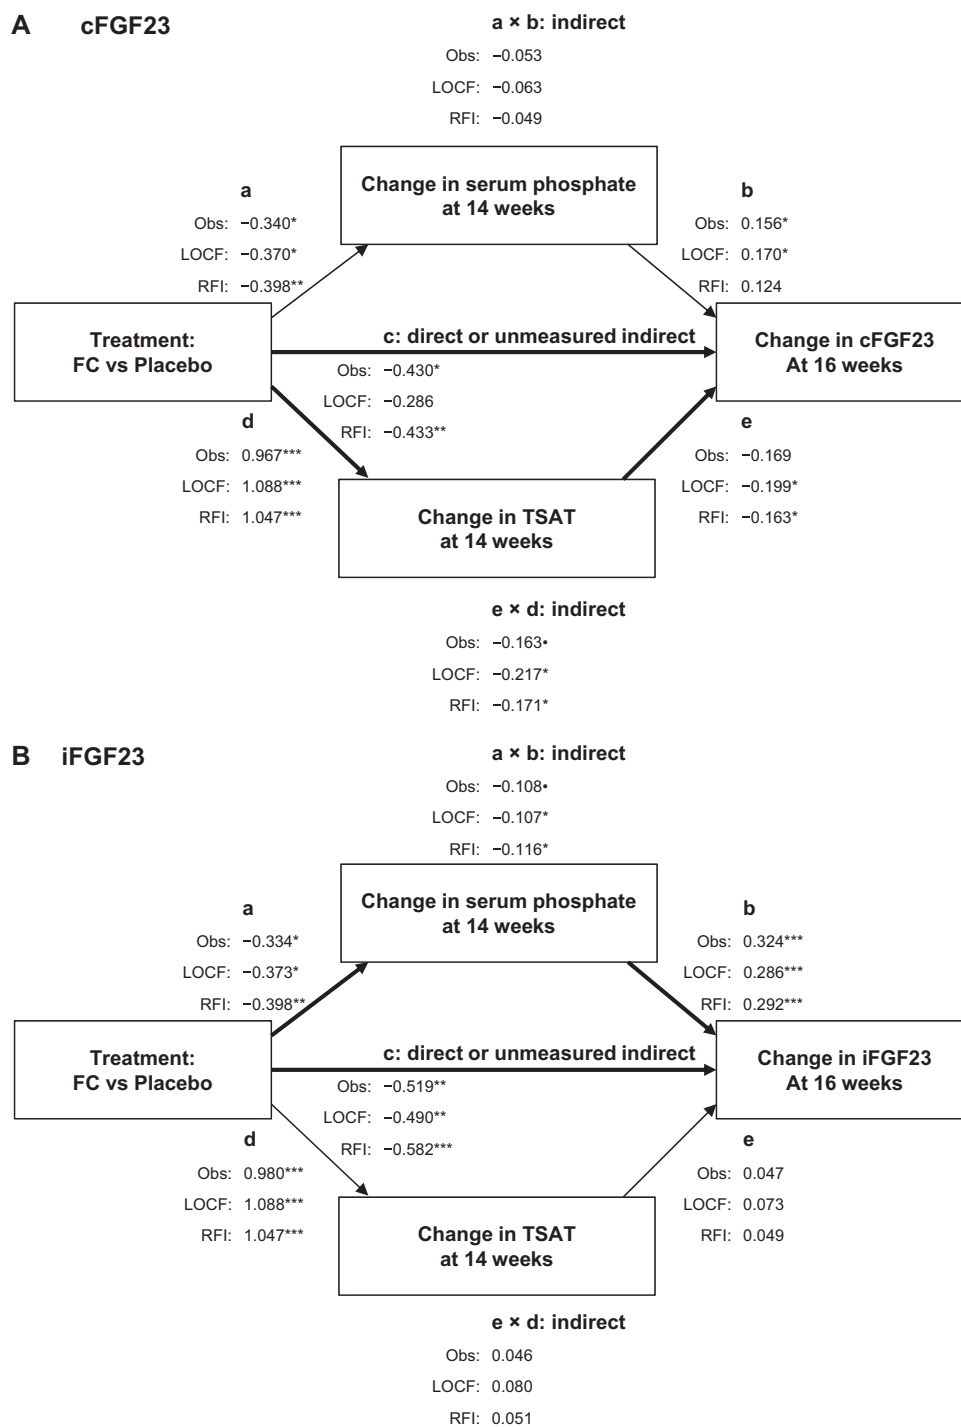 A cFGF23
a × b: indirect
Obs: −0.053
LOCF: −0.063
RFI: −0.049
Change in serum phosphate
at 14 weeks
a
Obs: −0.340*
LOCF: −0.370*
RFI: −0.398**
b
Obs: 0.156*
LOCF: 0.170*
RFI: 0.124
Treatment:
FC vs Placebo
c: direct or unmeasured indirect
Obs: −0.430*
LOCF: −0.286
RFI: −0.433**
Change in cFGF23
At 16 weeks
d
Obs: 0.967***
LOCF: 1.088***
RFI: 1.047***
e
Obs: −0.169
LOCF: −0.199*
RFI: −0.163*
Change in TSAT
at 14 weeks
e × d: indirect
Obs: −0.163•
LOCF: −0.217*
RFI: −0.171*
B iFGF23
a × b: indirect
Obs: −0.108•
LOCF: −0.107*
RFI: −0.116*
Change in serum phosphate
at 14 weeks
a
Obs: −0.334*
LOCF: −0.373*
RFI: −0.398**
b
Obs: 0.324***
LOCF: 0.286***
RFI: 0.292***
Treatment:
FC vs Placebo
c: direct or unmeasured indirect
Obs: −0.519**
LOCF: −0.490**
RFI: −0.582***
Change in iFGF23
At 16 weeks
d
Obs: 0.980***
LOCF: 1.088***
RFI: 1.047***
e
Obs: 0.047
LOCF: 0.073
RFI: 0.049
Change in TSAT
at 14 weeks
e × d: indirect
Obs: 0.046
LOCF: 0.080
RFI: 0.051